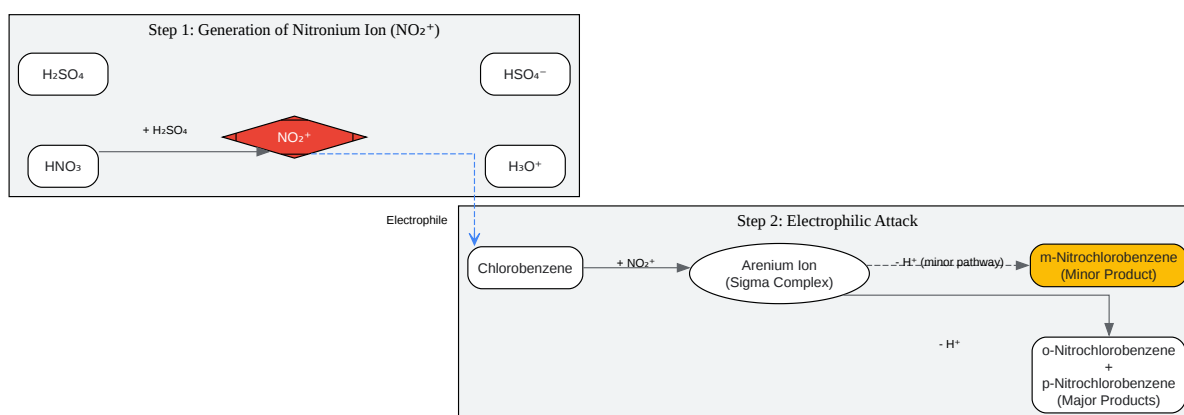 Step 1: Generation of Nitronium Ion (NO₂⁺)
H₂SO₄
HSO₄⁻
+ H₂SO₄
NO₂⁺
HNO₃
H₃O⁺
Electrophile
Step 2: Electrophilic Attack
Chlorobenzene
+ NO₂⁺
Arenium Ion
(Sigma Complex)
- H⁺ (minor pathway)
m-Nitrochlorobenzene
(Minor Product)
- H⁺
o-Nitrochlorobenzene
+
p-Nitrochlorobenzene
(Major Products)